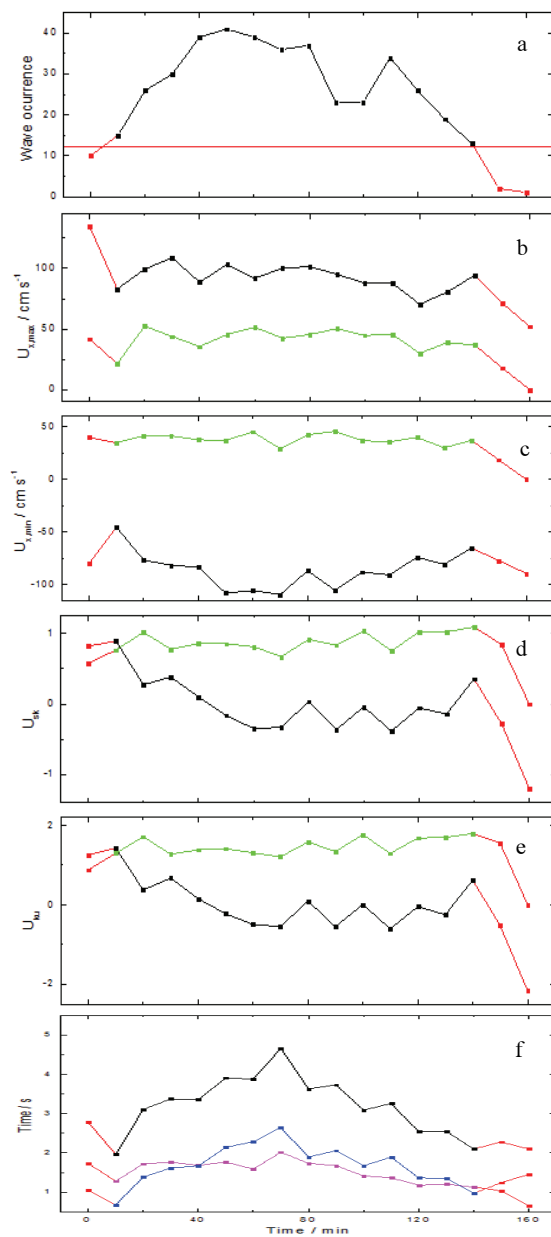 a
40
30
20
10
0
Wave ocurrence
b
100
50
0
U x,max / cm s-1
c
50
0
-50
-100
U x,min / cm s-1
d
1
0
-1
U sk
e
2
0
-2
U ku
f
5
4
3
2
1
Time / s
0 40 80 120 160
Time / min